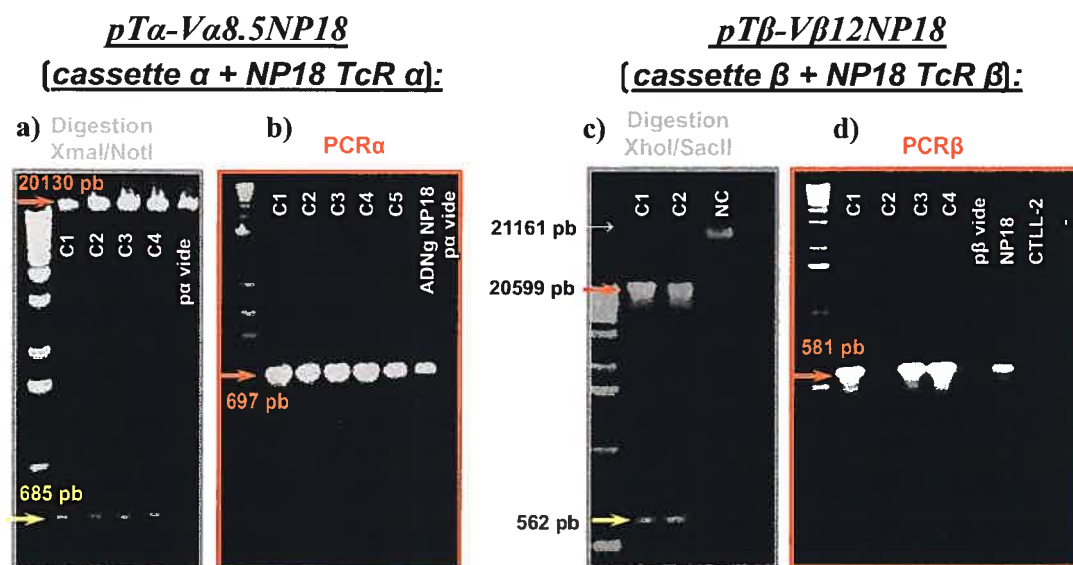 pTα-Vα8.5NP18
(cassette α + NP18 TcR α):
a) Digestion
XmaI/NotI
20130 pb
C1
C2
C3
C4
pα vide
685 pb
b) PCRα
C1
C2
C3
C4
C5
ADNg NP18
pα vide
697 pb
pTβ-Vβ12NP18
(cassette β + NP18 TcR β):
c) Digestion
XhoI/SacII
C1
C2
NC
21161 pb
20599 pb
562 pb
d) PCRβ
C1
C2
C3
C4
pβ vide
NP18
CTLL-2
-
581 pb